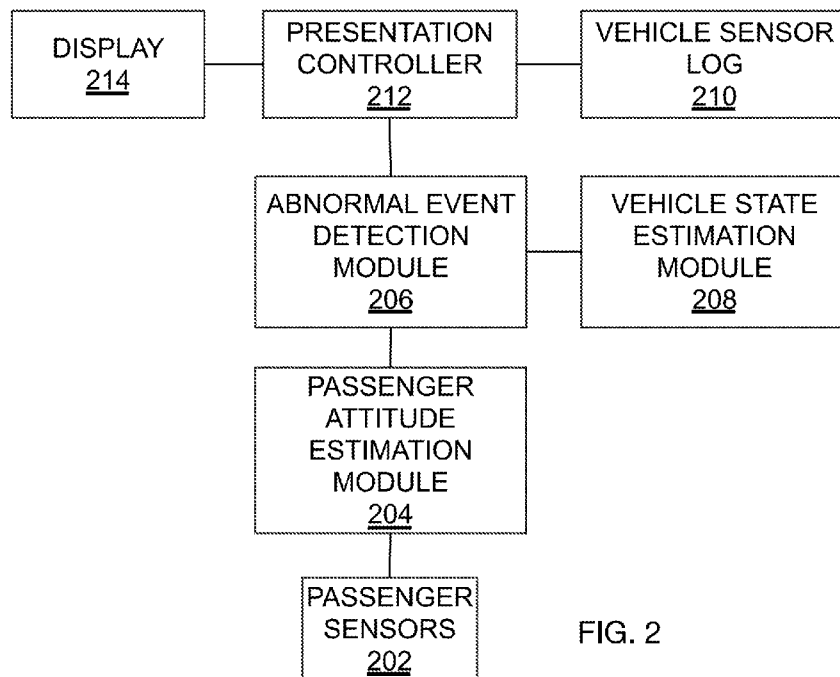 DISPLAY
214
PRESENTATION
CONTROLLER
212
VEHICLE SENSOR
LOG
210
ABNORMAL EVENT
DETECTION
MODULE
206
VEHICLE STATE
ESTIMATION
MODULE
208
PASSENGER
ATTITUDE
ESTIMATION
MODULE
204
PASSENGER
SENSORS
202
FIG. 2